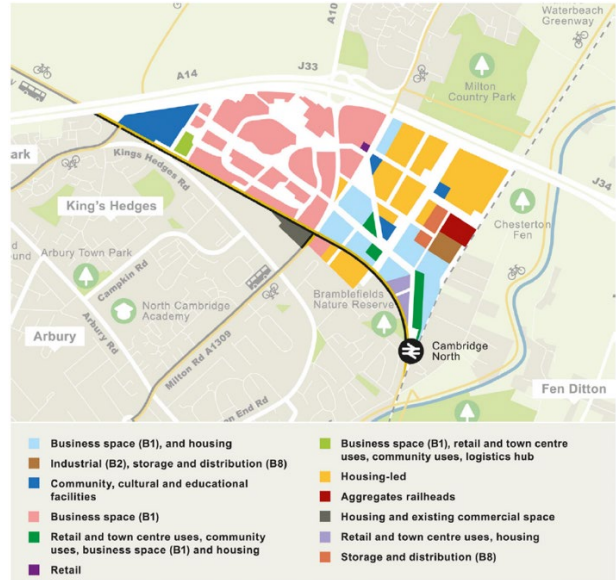 Waterbeach
Greenway
A10
J33
A14
Milton
Country Park
ark
Kings Hedges Rd
J34
King's Hedges
Chesterton
Fen
Arbury Town Park
Campkin Rd
North Cambridge
Academy
Bramblefields
Nature Reserve
Arbury
Arbury Rd
Milton Rd A1309
Cambridge
North
en End Rd
Fen Ditton
Business space (B1), and housing
Industrial (B2), storage and distribution (B8)
Community, cultural and educational
facilities
Business space (B1)
Retail and town centre uses, community
uses, business space (B1) and housing
Retail
Business space (B1), retail and town centre
uses, community uses, logistics hub
Housing-led
Aggregates railheads
Housing and existing commercial space
Retail and town centre uses, housing
Storage and distribution (B8)